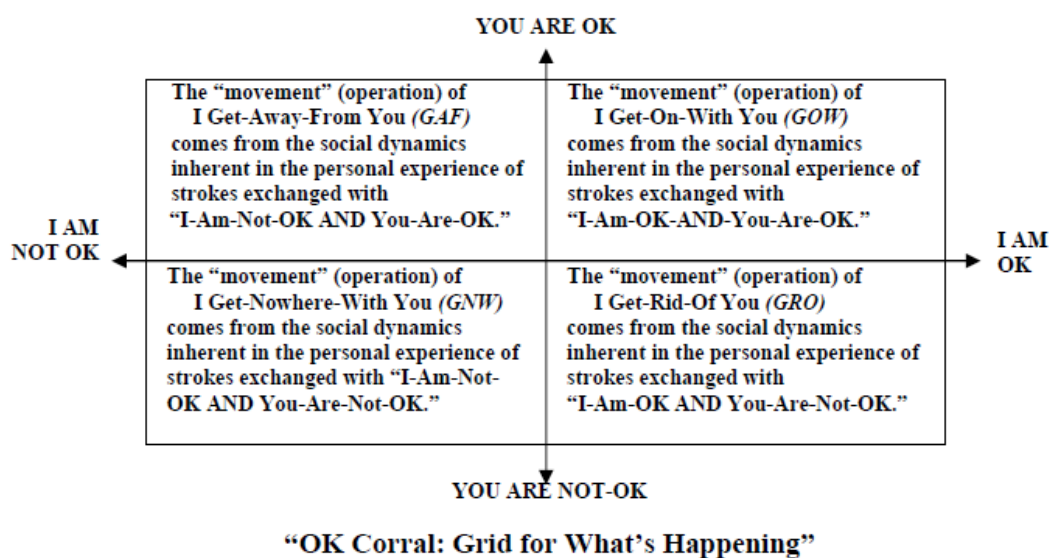 YOU ARE OK
The “movement” (operation) of
I Get-Away-From You (GAF)
comes from the social dynamics
inherent in the personal experience of
strokes exchanged with
“I-Am-Not-OK AND You-Are-OK.”
The “movement” (operation) of
I Get-On-With You (GOW)
comes from the social dynamics
inherent in the personal experience of
strokes exchanged with
“I-Am-OK-AND-You-Are-OK.”
I AM
NOT OK
I AM
OK
The “movement” (operation) of
I Get-Nowhere-With You (GNW)
comes from the social dynamics
inherent in the personal experience of
strokes exchanged with “I-Am-Not-
OK AND You-Are-Not-OK.”
The “movement” (operation) of
I Get-Rid-Of You (GRO)
comes from the social dynamics
inherent in the personal experience of
strokes exchanged with
“I-Am-OK AND You-Are-Not-OK.”
YOU ARE NOT-OK
“OK Corral: Grid for What’s Happening”